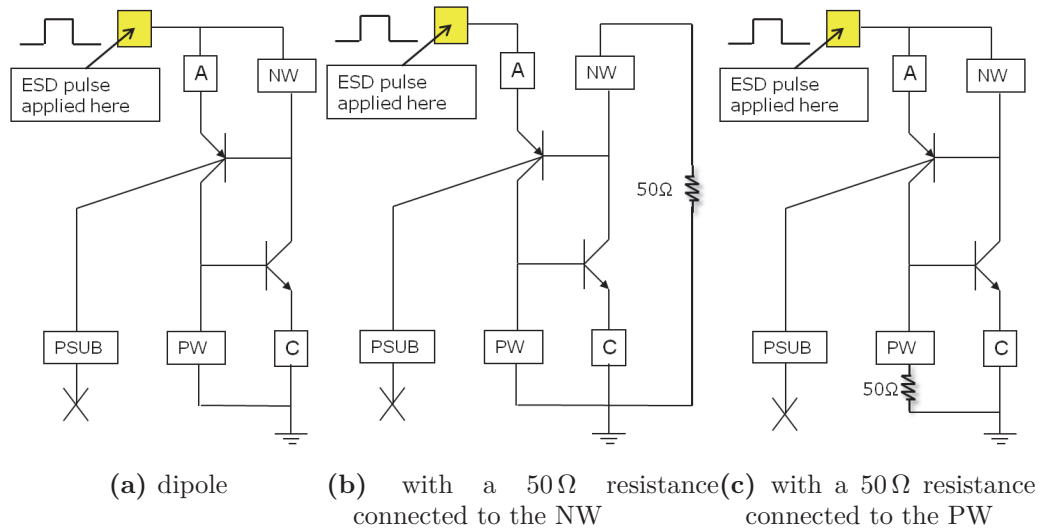 A
NW
ESD pulse
applied here
PSUB
PW
C
A
NW
ESD pulse
applied here
50Ω
PSUB
PW
C
A
NW
ESD pulse
applied here
PSUB
PW
C
50Ω
(a) dipole
(b) with a 50 Ω resistance
connected to the NW
(c) with a 50 Ω resistance
connected to the PW